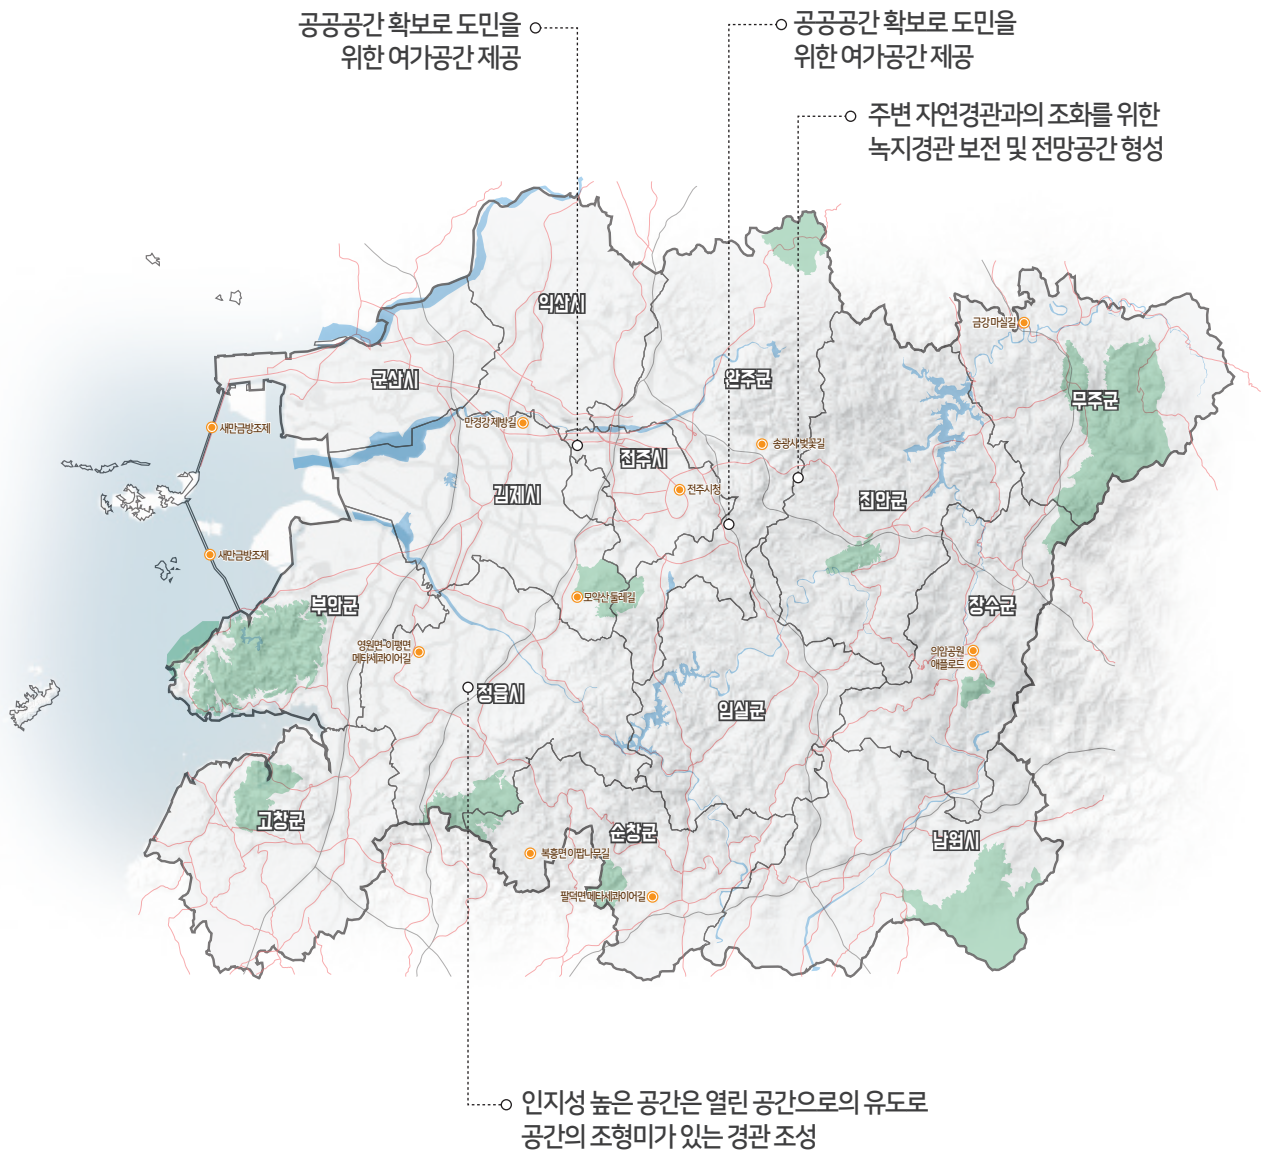 공공공간 확보로 도민을
위한 여가공간 제공
공공공간 확보로 도민을
위한 여가공간 제공
주변 자연경관과의 조화를 위한
녹지경관 보전 및 전망공간 형성
익산시
금강 마실길
군산시
완주군
무주군
새만금방조제
만경강 제방길
송광사 벚꽃길
전주시
전주시청
김제시
진안군
새만금방조제
모악산 둘레길
부안군
장수군
영원면-이평면
메타세콰이어길
의암공원
애플로드
정읍시
임실군
고창군
순창군
남원시
복흥면 이팝나무길
팔덕면 메타세콰이어길
인지성 높은 공간은 열린 공간으로의 유도로
공간의 조형미가 있는 경관 조성